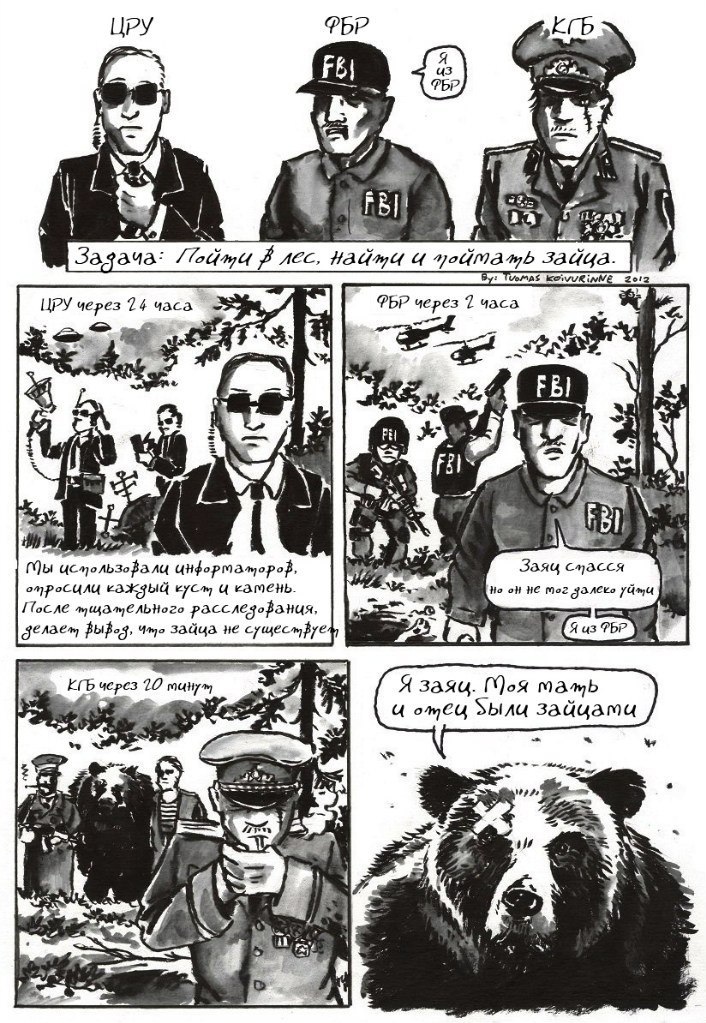 ЦРУ
ФБР
КГБ
FBI
Я
из
ФБР
FBI
Задача: Пойти в лес, найти и поймать зайца.
By: TUOMAS KOIVURINNE 2012
ЦРУ через 24 часа
Мы использовали информаторов,
опросили каждый куст и камень.
После тщательного расследования,
делает вывод, что зайца не существует
ФБР через 2 часа
FBI
FBI
FBI
FBI
Заяц спасся
но он не мог далеко уйти
Я из ФБР
КГБ через 20 минут
Я заяц. Моя мать
и отец были зайцами